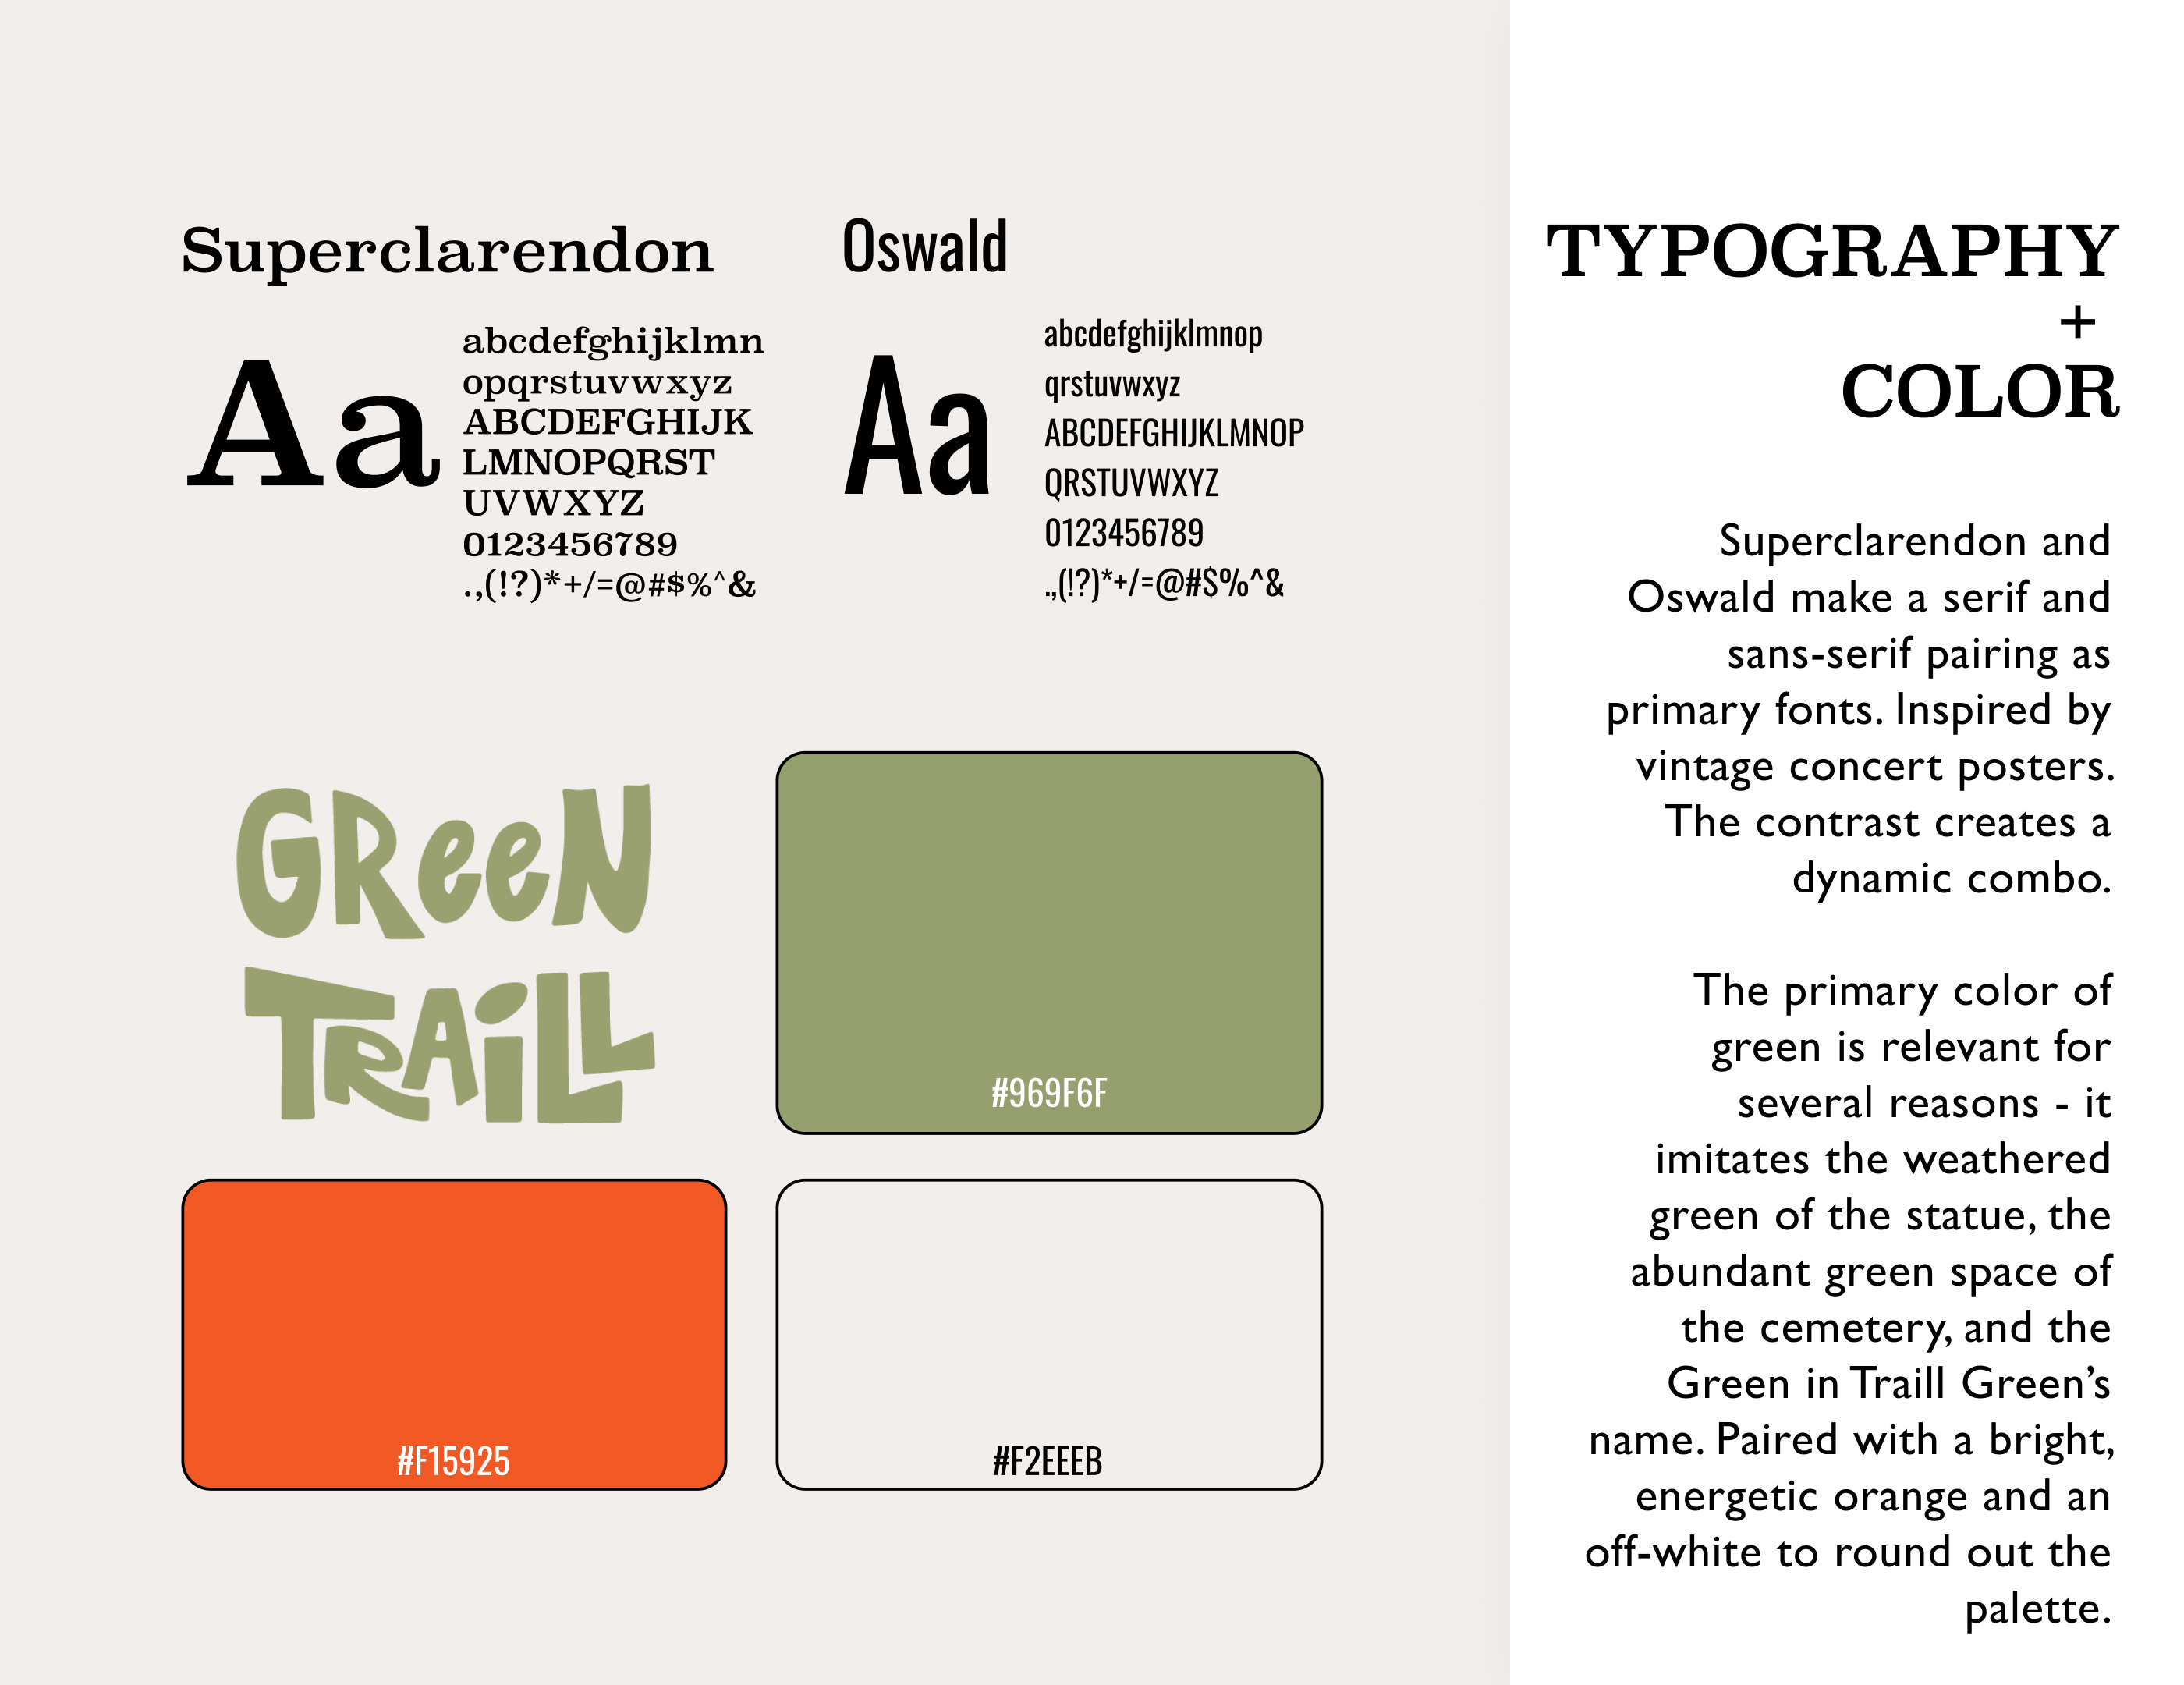 Superclarendon
Aa
abcdefghijklmn
opqrstuvwxyz
ABCDEFGHIJK
LMNOPQRST
UVWXYZ
0123456789
.,(!?)*+/=@#$%^&
Oswald
Aa
abcdefghijklmnop
qrstuvwxyz
ABCDEFGHIJKLMNOP
QRSTUVWXYZ
0123456789
.,(!?)*+/=@#$%^&
GReeN
TRAiLL
#969F6F
#F15925
#F2EEEB
TYPOGRAPHY
+
COLOR
Superclarendon and
Oswald make a serif and
sans-serif pairing as
primary fonts. Inspired by
vintage concert posters.
The contrast creates a
dynamic combo.
The primary color of
green is relevant for
several reasons - it
imitates the weathered
green of the statue, the
abundant green space of
the cemetery, and the
Green in Traill Green’s
name. Paired with a bright,
energetic orange and an
off-white to round out the
palette.